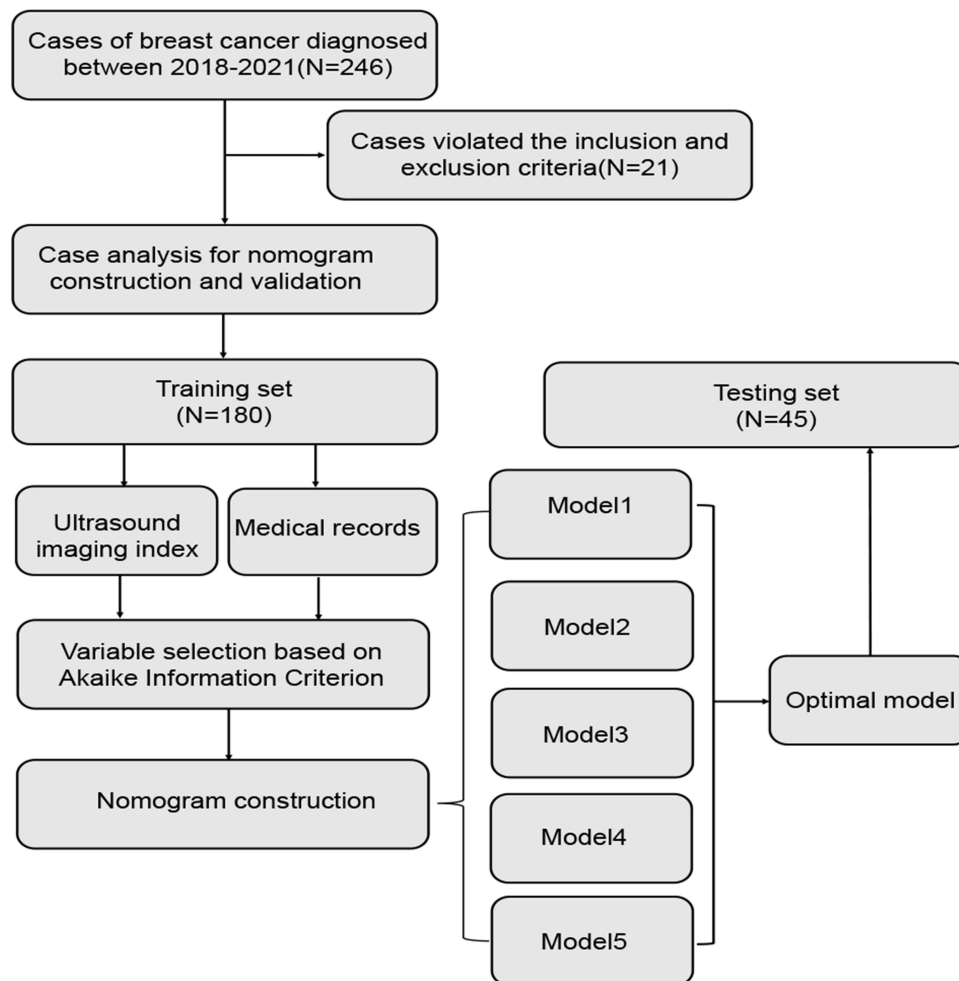 Cases of breast cancer diagnosed
between 2018-2021(N=246)
Cases violated the inclusion and
exclusion criteria(N=21)
Case analysis for nomogram
construction and validation
Training set
(N=180)
Testing set
(N=45)
Ultrasound
imaging index
Medical records
Variable selection based on
Akaike Information Criterion
Nomogram construction
Model1
Model2
Model3
Model4
Model5
Optimal model